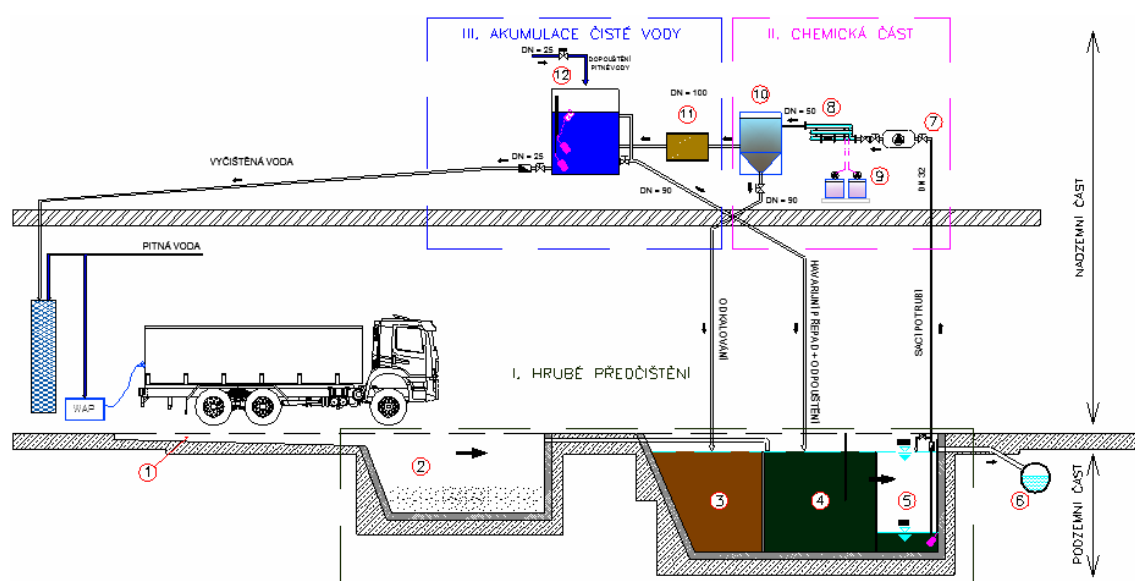 III. AKUMULACE ČISTÉ VODY
II. CHEMICKÁ ČÁST
DN = 25
DOPOUŠTĚNÍ
PITNÉ VODY
12
DN = 100
11
10
DN = 50
8
7
9
DN 32
DN = 25
DN = 90
DN = 90
VYČIŠTĚNÁ VODA
PITNÁ VODA
WAP
ODKALOVÁNÍ
HAVARIJNÍ PŘEPAD + ODPOUŠTĚNÍ
SACÍ POTRUBÍ
NADZEMNÍ ČÁST
I. HRUBÉ PŘEDČIŠTĚNÍ
1
2
3
4
5
6
PODZEMNÍ ČÁST